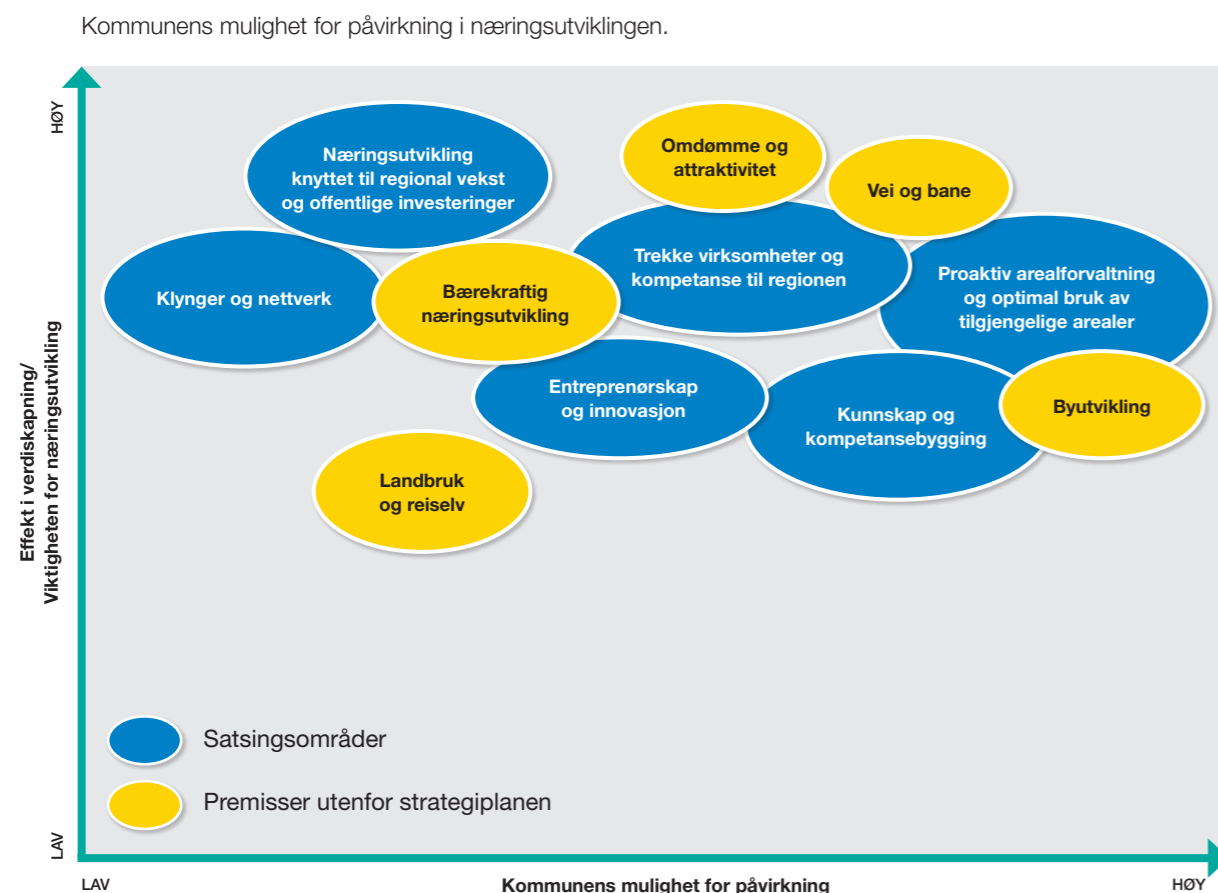 Kommunens mulighet for påvirkning i næringsutviklingen.
HØY
Næringsutvikling
knyttet til regional vekst
og offentlige investeringer
Omdømme og
attraktivitet
Vei og bane
Klynger og nettverk
Bærekraftig
næringsutvikling
Trekke virksomheter og
kompetanse til regionen
Proaktiv arealforvaltning
og optimal bruk av
tilgjengelige arealer
Entreprenørskap
og innovasjon
Kunnskap og
kompetansebygging
Byutvikling
Landbruk
og reiselv
Effekt i verdiskapning/
Viktigheten for næringsutvikling
Satsingsområder
Premisser utenfor strategiplanen
LAV
LAV
Kommunens mulighet for påvirkning
HØY